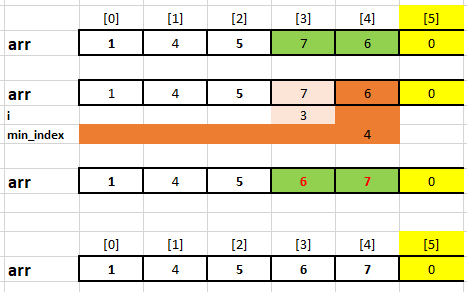 [0] [1] [2] [3] [4] [5]
arr 1 4 5 7 6 0
arr 1 4 5 7 6 0
i 3
min_index 4
arr 1 4 5 6 7 0
[0] [1] [2] [3] [4] [5]
arr 1 4 5 6 7 0